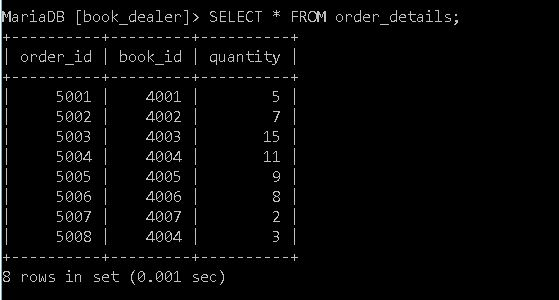 MariaDB [book_dealer]> SELECT * FROM order_details;
+----------+---------+----------+
| order_id | book_id | quantity |
+----------+---------+----------+
|     5001 |    4001 |        5 |
|     5002 |    4002 |        7 |
|     5003 |    4003 |       15 |
|     5004 |    4004 |       11 |
|     5005 |    4005 |        9 |
|     5006 |    4006 |        8 |
|     5007 |    4007 |        2 |
|     5008 |    4004 |        3 |
+----------+---------+----------+
8 rows in set (0.001 sec)